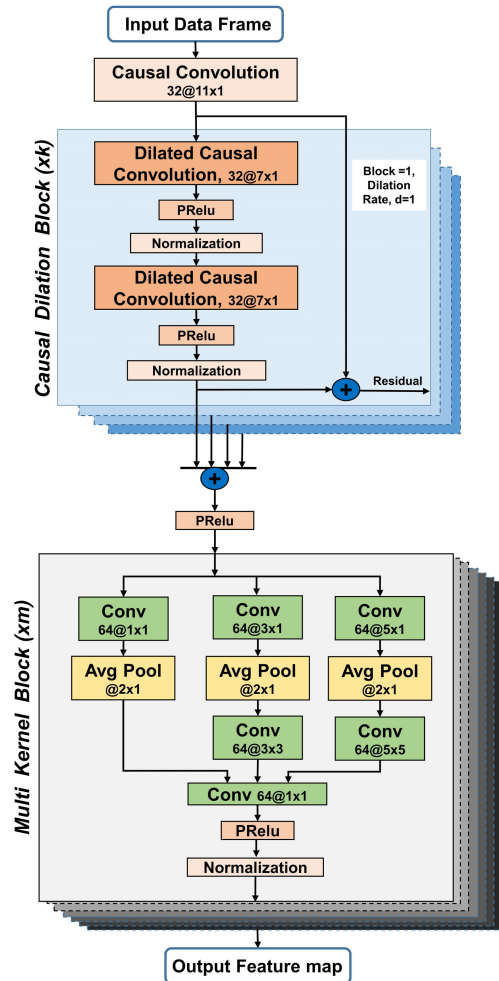 Input Data Frame
Causal Convolution
32@11x1
Causal Dilation Block (xk)
Dilated Causal
Convolution, 32@7x1
PRelu
Normalization
Dilated Causal
Convolution, 32@7x1
PRelu
Normalization
Block =1,
Dilation
Rate, d=1
+
Residual
+
PRelu
Multi Kernel Block (xm)
Conv
64@1x1
Conv
64@3x1
Conv
64@5x1
Avg Pool
@2x1
Avg Pool
@2x1
Avg Pool
@2x1
Conv
64@3x3
Conv
64@5x5
Conv 64@1x1
PRelu
Normalization
Output Feature map